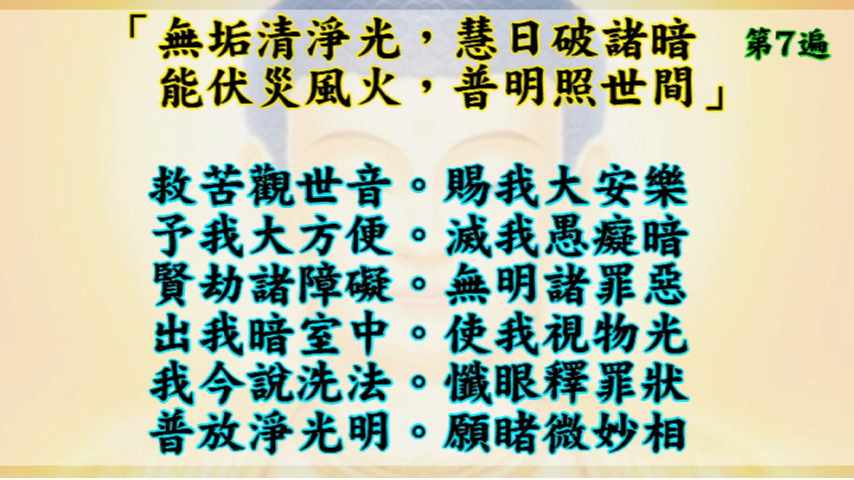 「無垢清淨光，慧日破諸暗
第7遍
能伏災風火，普明照世間」
救苦觀世音。賜我大安樂
予我大方便。滅我愚癡暗
賢劫諸障礙。無明諸罪惡
出我暗室中。使我視物光
我今說洗法。懺眼釋罪狀
普放淨光明。願睹微妙相